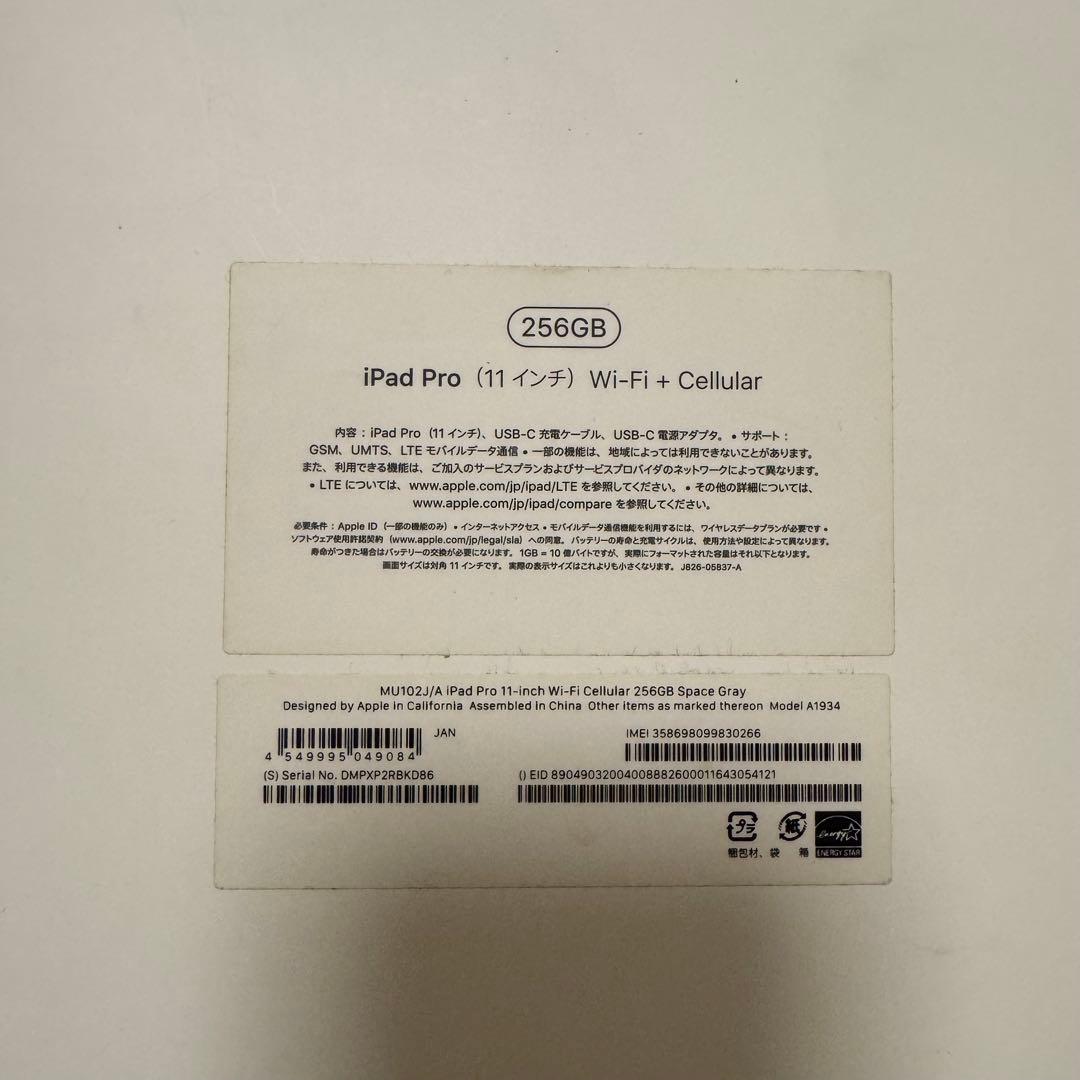 256GB
iPad Pro（11 インチ）Wi-Fi + Cellular
内容：iPad Pro（11 インチ）、USB-C 充電ケーブル、USB-C 電源アダプタ。• サポート：
GSM、UMTS、LTE モバイルデータ通信 • 一部の機能は、地域によっては利用できないことがあります。
また、利用できる機能は、ご加入のサービスプランおよびサービスプロバイダのネットワークによって異なります。
• LTE については、www.apple.com/jp/ipad/LTE を参照してください。• その他の詳細については、
www.apple.com/jp/ipad/compare を参照してください。
必要条件：Apple ID（一部の機能のみ）• インターネットアクセス • モバイルデータ通信機能を利用するには、ワイヤレスデータプランが必要です •
ソフトウェア使用許諾契約（www.apple.com/jp/legal/sla）への同意。バッテリーの寿命と充電サイクルは、使用方法や設定によって異なります。
寿命がつきた場合はバッテリーの交換が必要になります。1GB = 10 億バイトですが、実際にフォーマットされた容量はそれ以下となります。
画面サイズは対角 11 インチです。実際の表示サイズはこれよりも小さくなります。J826-05837-A
MU102J/A iPad Pro 11-inch Wi-Fi Cellular 256GB Space Gray
Designed by Apple in California Assembled in China Other items as marked thereon Model A1934
JAN
4 549995 049084
IMEI 358698099830266
(S) Serial No. DMPXP2RBKD86
() EID 89049032004008882600011643054121
プラ 紙 energy
梱包材、袋 箱 ENERGY STAR